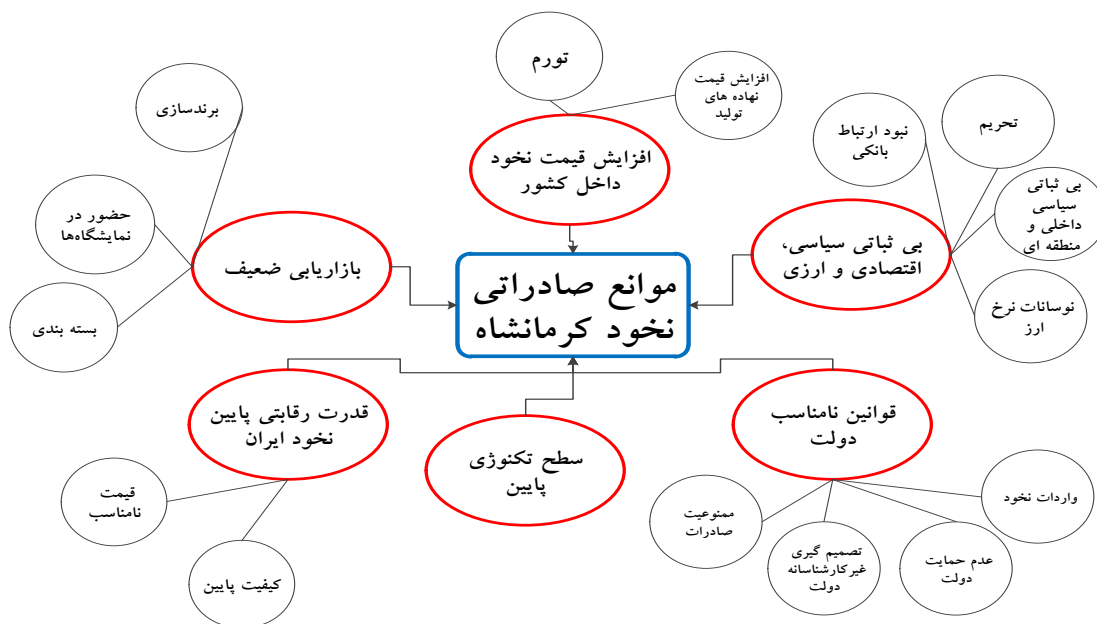 تورم
افزایش قیمت
نهاده های
تولید
افزایش قیمت نخود
داخل کشور
برندسازی
حضور در
نمایشگاه‌ها
بسته بندی
بازاریابی ضعیف
نبود ارتباط
بانکی
تحریم
بی ثباتی
سیاسی
داخلی و
منطقه ای
نوسانات نرخ
ارز
بی ثباتی سیاسی،
اقتصادی و ارزی
موانع صادراتی
نخود کرمانشاه
قوانین نامناسب
دولت
واردات نخود
عدم حمایت
دولت
تصمیم گیری
غیرکارشناسانه
دولت
ممنوعیت
صادرات
سطح تکنوژی
پایین
قدرت رقابتی پایین
نخود ایران
قیمت
نامناسب
کیفیت پایین